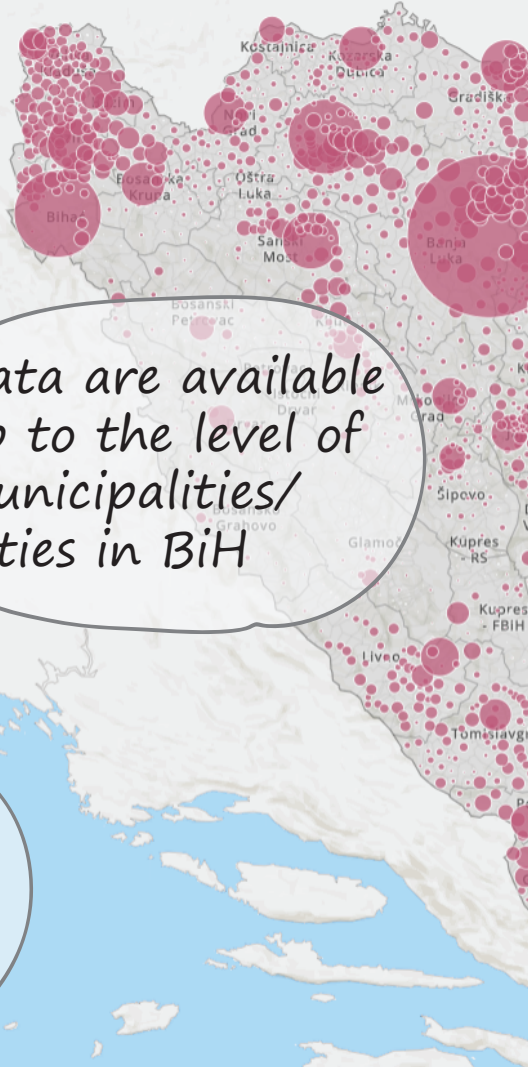 Kostajnica
Kozarska
Dubica
Gradišk
Novi
Grad
Bosanska
Krupa
Oštra
Luka
Bihać
Sanski
Most
Banja
Luka
Bosanski
Petrovac
ata are available
o to the level of
unicipalities/
ties in BiH
Drvar
Grad
Šipovo
Bosansko
Grahovo
Glamoč
Kupres
- RS
Kupres
- FBiH
Livno
Tomislavg